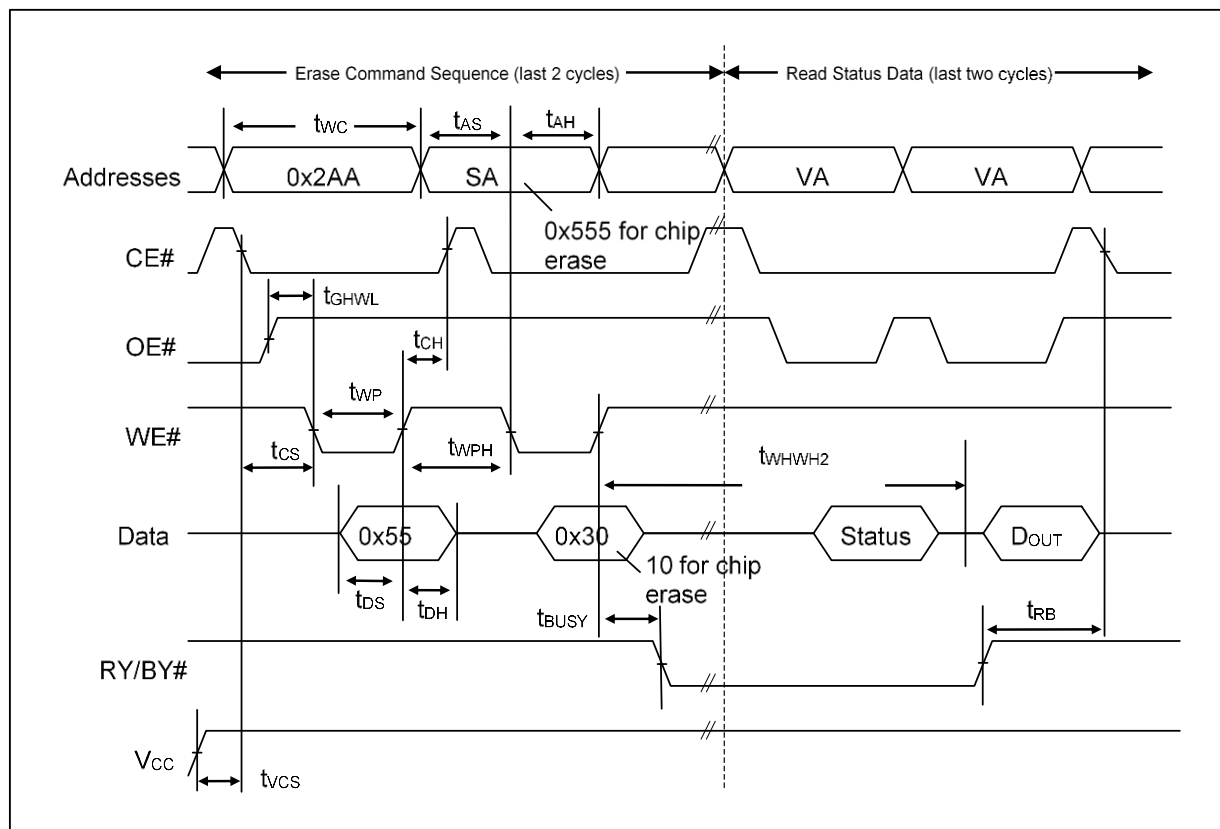 Erase Command Sequence (last 2 cycles)
Read Status Data (last two cycles)
tWC
tAS
tAH
Addresses
0x2AA
SA
VA
VA
0x555 for chip
erase
CE#
tGHWL
OE#
tCH
tWP
WE#
tCS
tWPH
tWHWH2
Data
0x55
0x30
Status
DOUT
10 for chip
erase
tDS
tDH
tBUSY
tRB
RY/BY#
VCC
tVCS